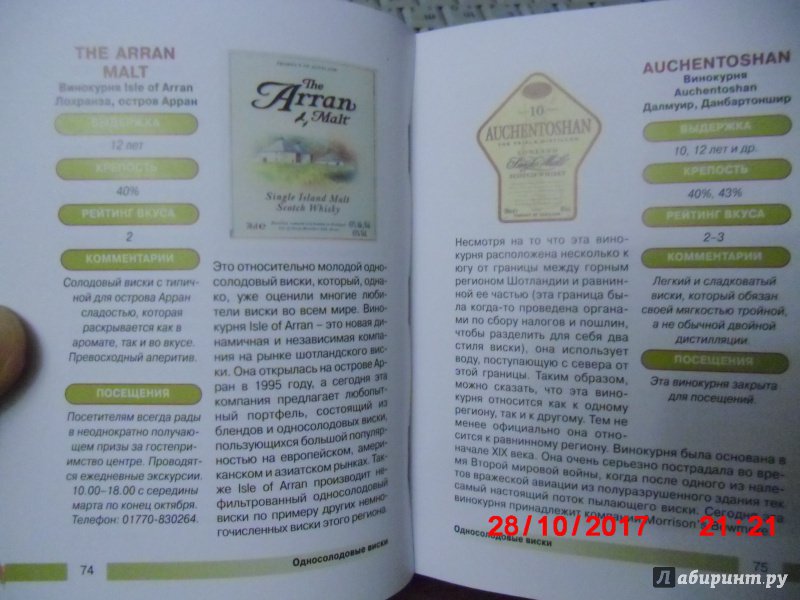 THE ARRAN
MALT
Винокурня Isle of Arran
Лохранза, остров Арран
ВЫДЕРЖКА
12 лет
КРЕПОСТЬ
40%
РЕЙТИНГ ВКУСА
2
КОММЕНТАРИИ
Солодовый виски с типич-
ной для острова Арран
сладостью, которая
раскрывается как в
аромате, так и во вкусе.
Превосходный аперитив.
ПОСЕЩЕНИЯ
Посетителям всегда рады
в неоднократно получаю-
щем призы за гостепри-
имство центре. Проводят-
ся ежедневные экскурсии.
10.00–18.00 с середины
марта по конец октября.
Телефон: 01770-830264.
The
Arran
Malt
Single Island Malt
Scotch Whisky
Это относительно молодой одно-
солодовый виски, который, одна-
ко, уже оценили многие люби-
тели виски во всем мире. Вино-
курня Isle of Arran – это новая ди-
намичная и независимая компа-
ния на рынке шотландского вис-
ки. Она открылась на острове Ар-
ран в 1995 году, а сегодня эта
компания предлагает любопыт-
ный портфель, состоящий из
блендов и односолодовых виски,
пользующихся большой популяр-
ностью на европейском, амери-
канском и азиатском рынках. Так-
же Isle of Arran производит не-
фильтрованный односолодовый
виски по примеру других немно-
гочисленных виски этого региона.
74
Односолодовые виски
10
AUCHENTOSHAN
Single Malt
Несмотря на то что эта вино-
курня расположена несколько к
югу от границы между горным
регионом Шотландии и равнин-
ной ее частью (эта граница бы-
ла когда-то проведена органа-
ми по сбору налогов и пошлин,
чтобы разделить для себя два
стиля виски), она использует
воду, поступающую с севера от
этой границы. Таким образом,
можно сказать, что эта вино-
курня относится как к одному
региону, так и к другому. Тем не
менее официально она отно-
сится к равнинному региону. Винокурня была основана в
начале XIX века. Она очень серьезно пострадала во вре-
мя Второй мировой войны, когда после одного из нале-
тов вражеской авиации из полуразрушенного здания тек
самый настоящий поток пылающего виски. Сегодня эта
винокурня принадлежит компании Morrison's Bowmore.
AUCHENTOSHAN
Винокурня
Auchentoshan
Далмуир, Данбартоншир
ВЫДЕРЖКА
10, 12 лет и др.
КРЕПОСТЬ
40%, 43%
РЕЙТИНГ ВКУСА
2–3
КОММЕНТАРИИ
Легкий и сладковатый
виски, который обязан
своей мягкостью тройной,
а не обычной двойной
дистилляции.
ПОСЕЩЕНИЯ
Эта винокурня закрыта
для посещений.
Односолодовые виски
75
28/10/2017 21:21
Лабиринт.ру